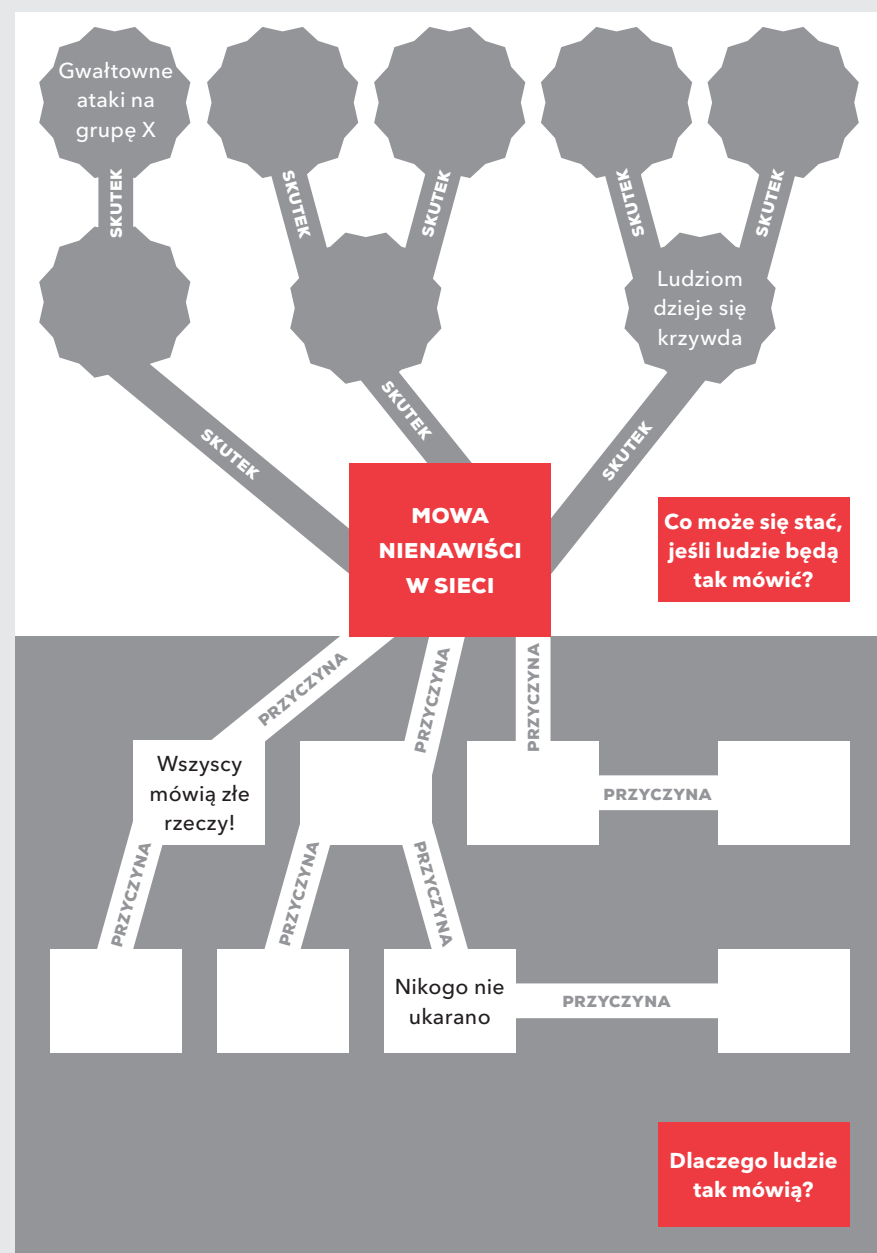 Gwałtowne
ataki na
grupę X
SKUTEK
SKUTEK
SKUTEK
SKUTEK
SKUTEK
Ludziom
dzieje się
krzywda
SKUTEK
SKUTEK
SKUTEK
MOWA
NIENAWIŚCI
W SIECI
Co może się stać,
jeśli ludzie będą
tak mówić?
PRZYCZYNA
PRZYCZYNA
PRZYCZYNA
Wszyscy
mówią złe
rzeczy!
PRZYCZYNA
PRZYCZYNA
PRZYCZYNA
PRZYCZYNA
Nikogo nie
ukarano
PRZYCZYNA
Dlaczego ludzie
tak mówią?